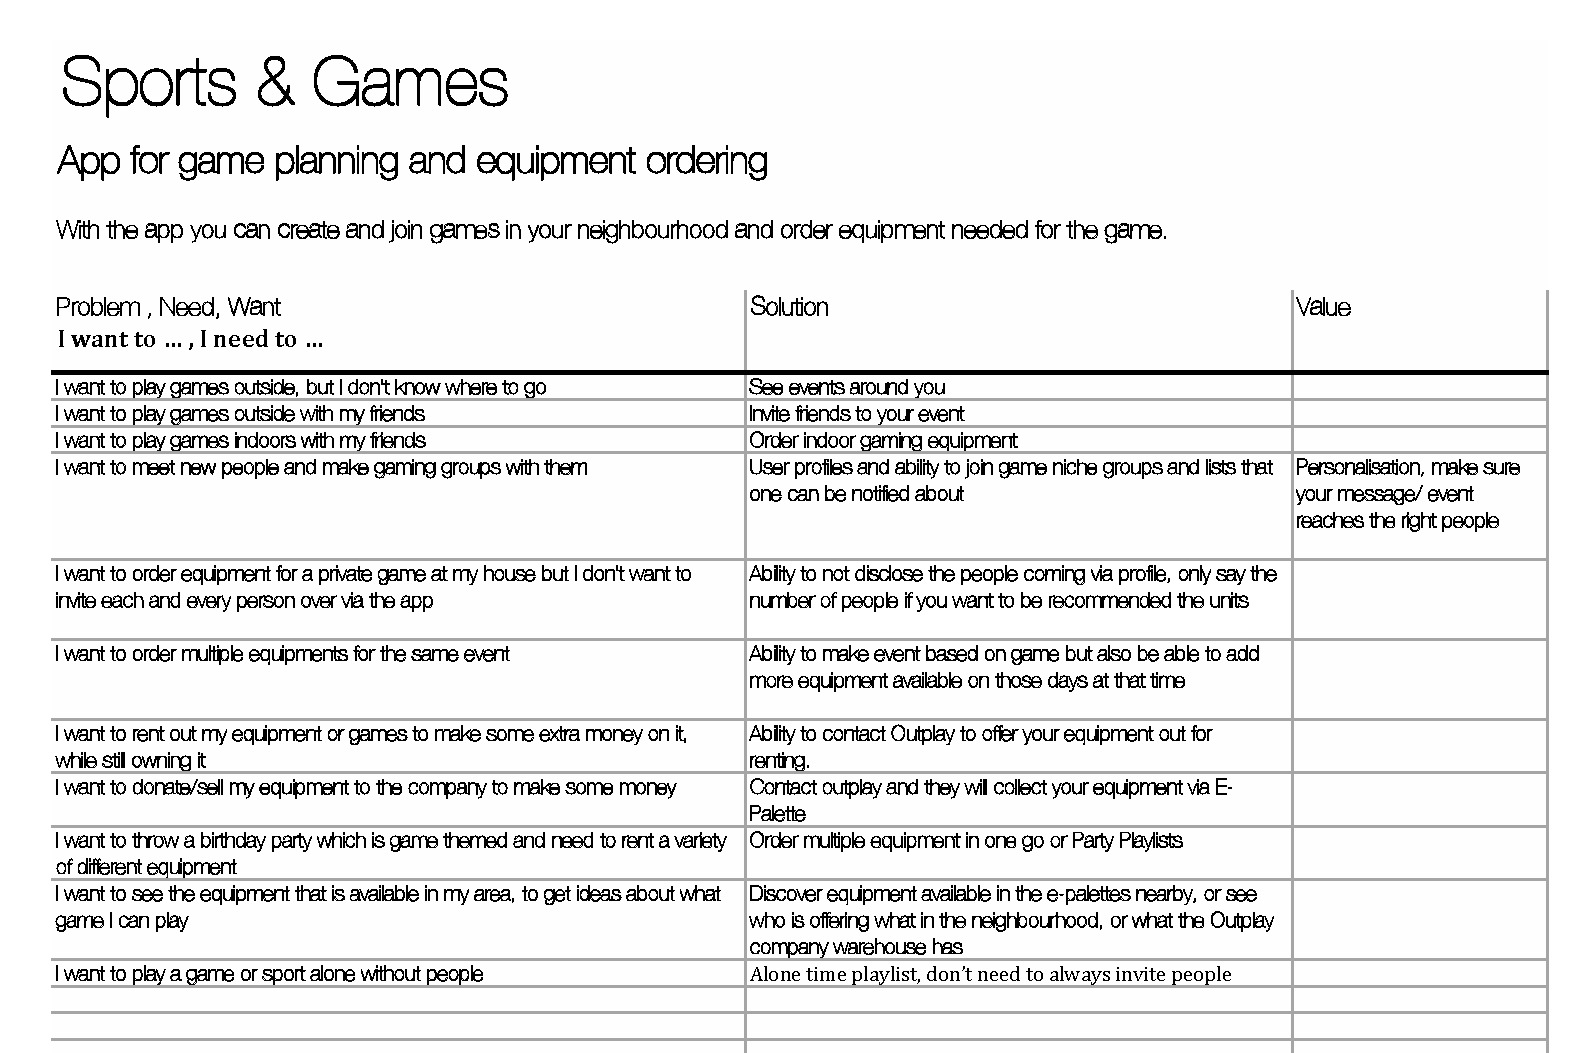 Sports & Games
App for game planning and equipment ordering
With the app you can create and join games in your neighbourhood and order equipment needed for the game.
Problem , Need, Want
I want to ... , I need to ...
Solution
Value
I want to play games outside, but I don't know where to go
See events around you
I want to play games outside with my friends
Invite friends to your event
I want to play games indoors with my friends
Order indoor gaming equipment
I want to meet new people and make gaming groups with them
User profiles and ability to join game niche groups and lists that
one can be notified about
Personalisation, make sure
your message/ event
reaches the right people
I want to order equipment for a private game at my house but I don't want to
invite each and every person over via the app
Ability to not disclose the people coming via profile, only say the
number of people if you want to be recommended the units
I want to order multiple equipments for the same event
Ability to make event based on game but also be able to add
more equipment available on those days at that time
I want to rent out my equipment or games to make some extra money on it,
while still owning it
Ability to contact Outplay to offer your equipment out for
renting.
I want to donate/sell my equipment to the company to make some money
Contact outplay and they will collect your equipment via E-
Palette
I want to throw a birthday party which is game themed and need to rent a variety
of different equipment
Order multiple equipment in one go or Party Playlists
I want to see the equipment that is available in my area, to get ideas about what
game I can play
Discover equipment available in the e-palettes nearby, or see
who is offering what in the neighbourhood, or what the Outplay
company warehouse has
I want to play a game or sport alone without people
Alone time playlist, don’t need to always invite people